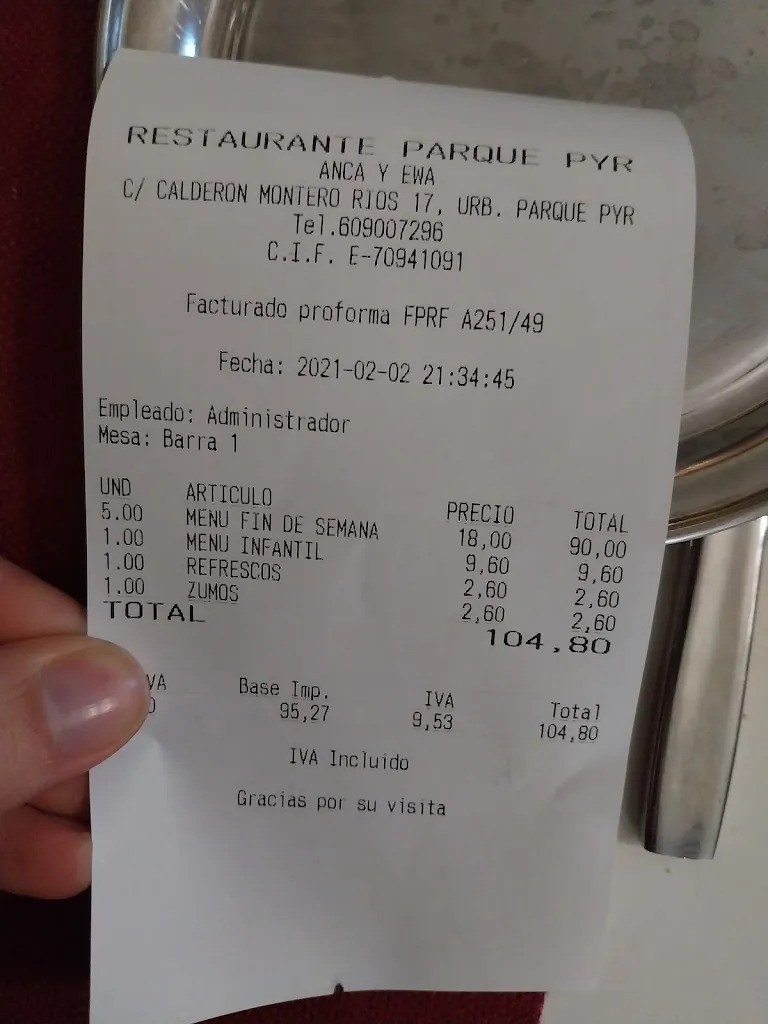 RESTAURANTE PARQUE PYR
ANCA Y EWA
C/ CALDERON MONTERO RIOS 17, URB. PARQUE PYR
Tel.609007296
C.I.F. E-70941091
Facturado proforma FPRF A251/49
Fecha: 2021-02-02 21:34:45
Empleado: Administrador
Mesa: Barra 1
UND ARTICULO PRECIO TOTAL
5.00 MENU FIN DE SEMANA 18,00 90,00
1.00 MENU INFANTIL 9,60 9,60
1.00 REFRESCOS 2,60 2,60
1.00 ZUMOS 2,60 2,60
TOTAL 104,80
VA Base Imp. IVA Total
95,27 9,53 104,80
IVA Incluido
Gracias por su visita